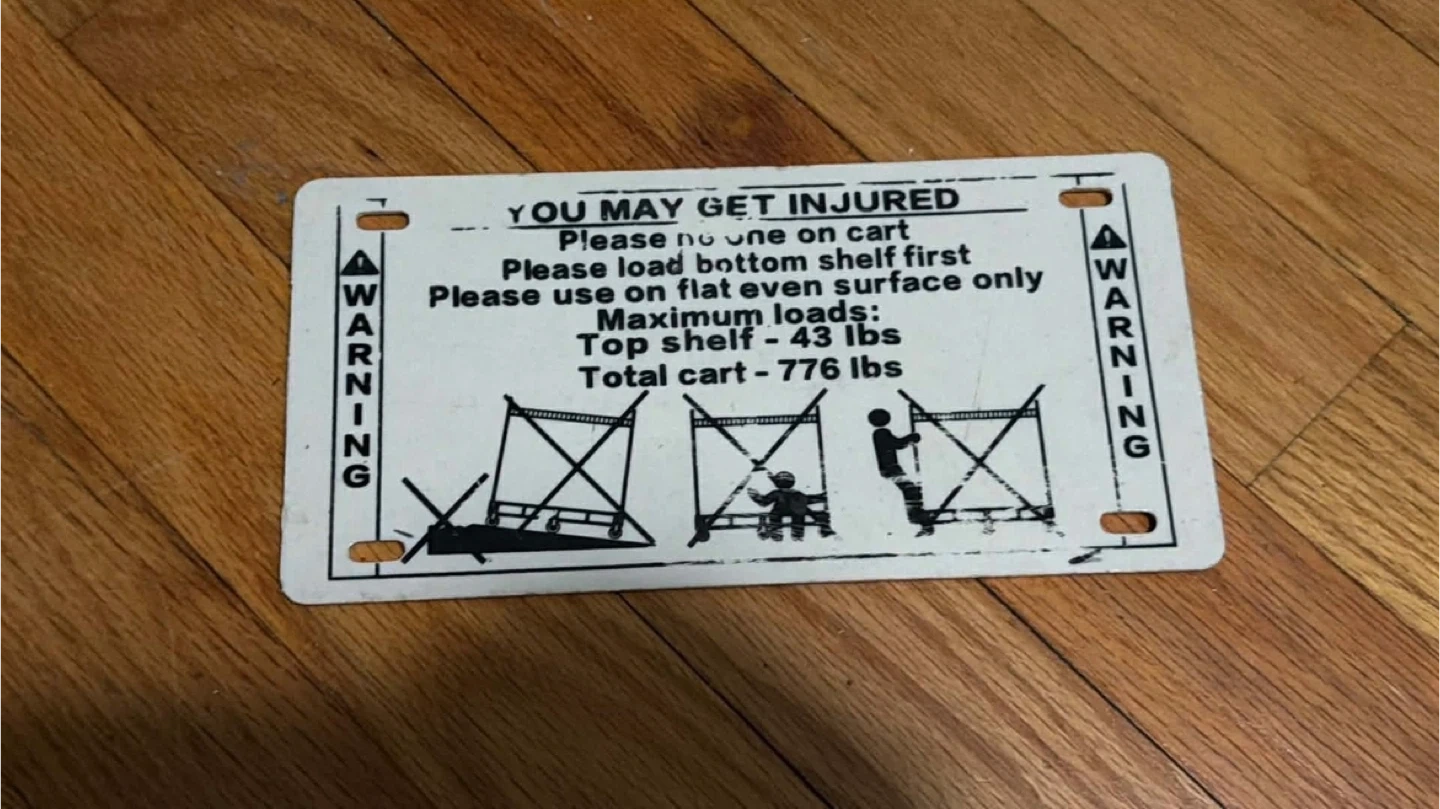 YOU MAY GET INJURED
Please no one on cart
Please load bottom shelf first
Please use on flat even surface only
Maximum loads:
Top shelf - 43 lbs
Total cart - 776 lbs
WARNING
WARNING